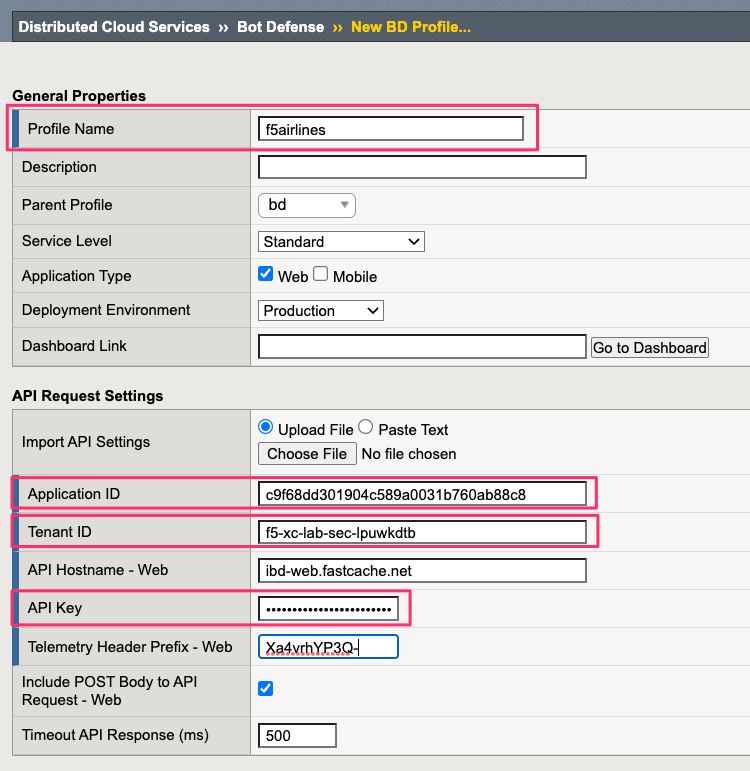 Distributed Cloud Services ›› Bot Defense ›› New BD Profile...
General Properties
Profile Name f5airlines
Description
Parent Profile bd
Service Level Standard
Application Type Web Mobile
Deployment Environment Production
Dashboard Link Go to Dashboard
API Request Settings
Import API Settings Upload File Paste Text
Choose File No file chosen
Application ID c9f68dd301904c589a0031b760ab88c8
Tenant ID f5-xc-lab-sec-lpuwkdtb
API Hostname - Web ibd-web.fastcache.net
API Key ••••••••••••••••••••••••
Telemetry Header Prefix - Web Xa4vrhYP3Q-
Include POST Body to API
Request - Web
Timeout API Response (ms) 500